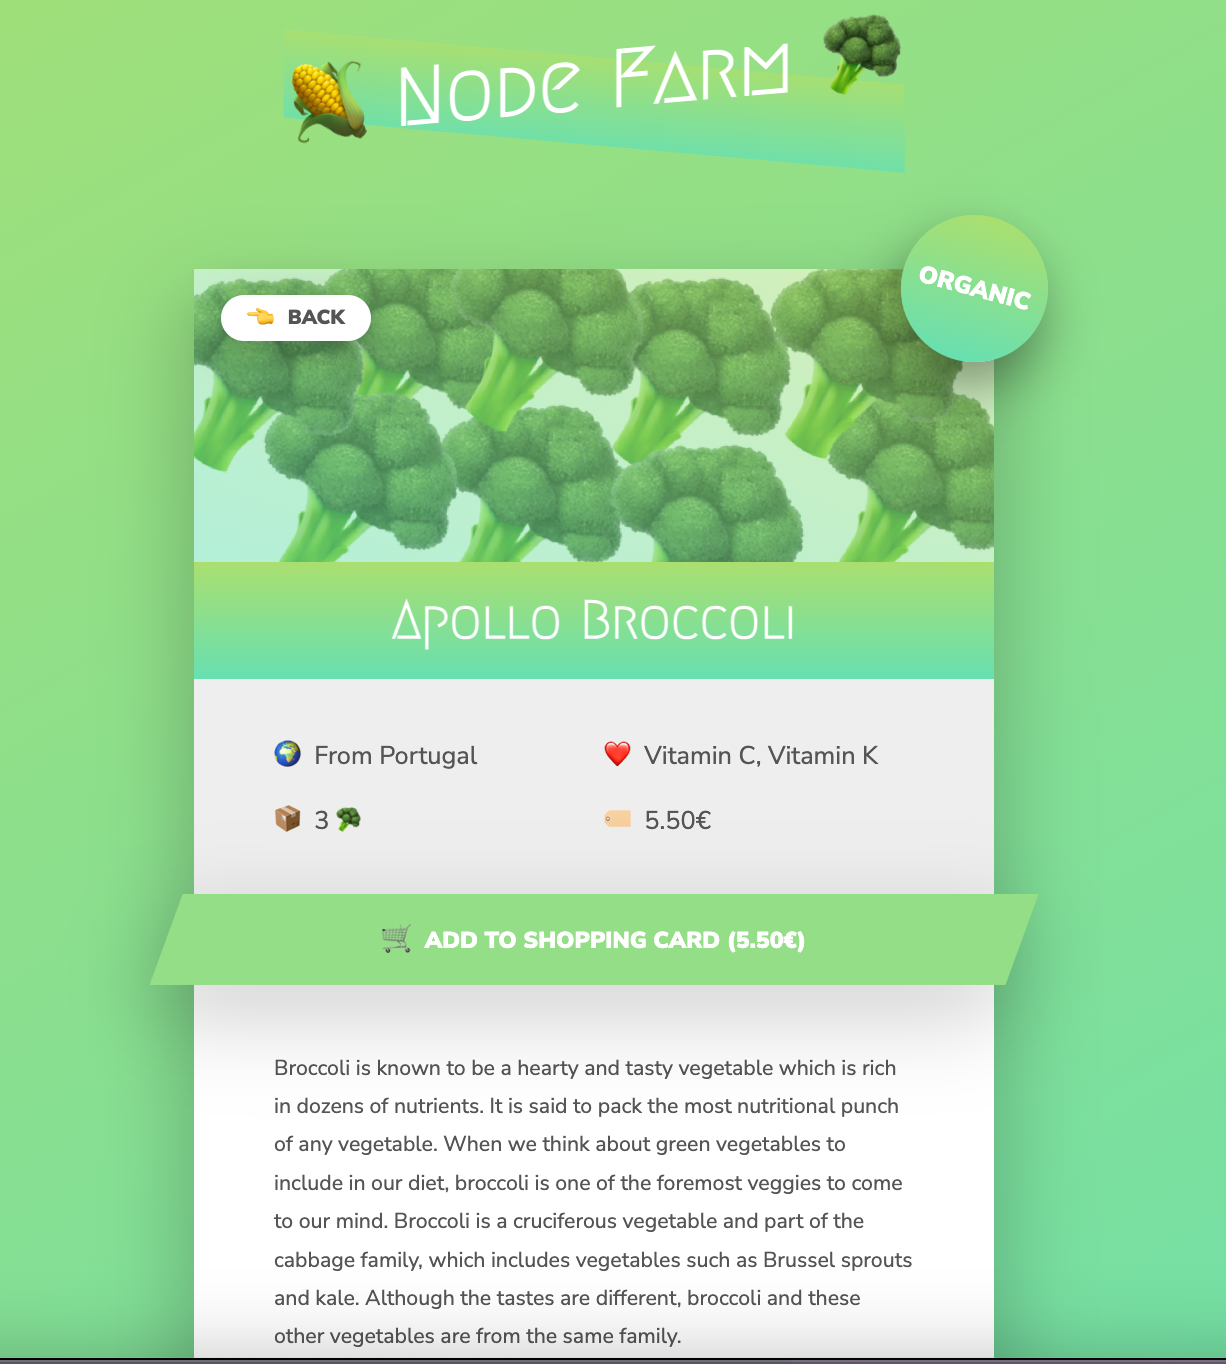 Node Farm
ORGANIC
BACK
Apollo Broccoli
From Portugal
Vitamin C, Vitamin K
3
5.50€
ADD TO SHOPPING CARD (5.50€)
Broccoli is known to be a hearty and tasty vegetable which is rich
in dozens of nutrients. It is said to pack the most nutritional punch
of any vegetable. When we think about green vegetables to
include in our diet, broccoli is one of the foremost veggies to come
to our mind. Broccoli is a cruciferous vegetable and part of the
cabbage family, which includes vegetables such as Brussel sprouts
and kale. Although the tastes are different, broccoli and these
other vegetables are from the same family.